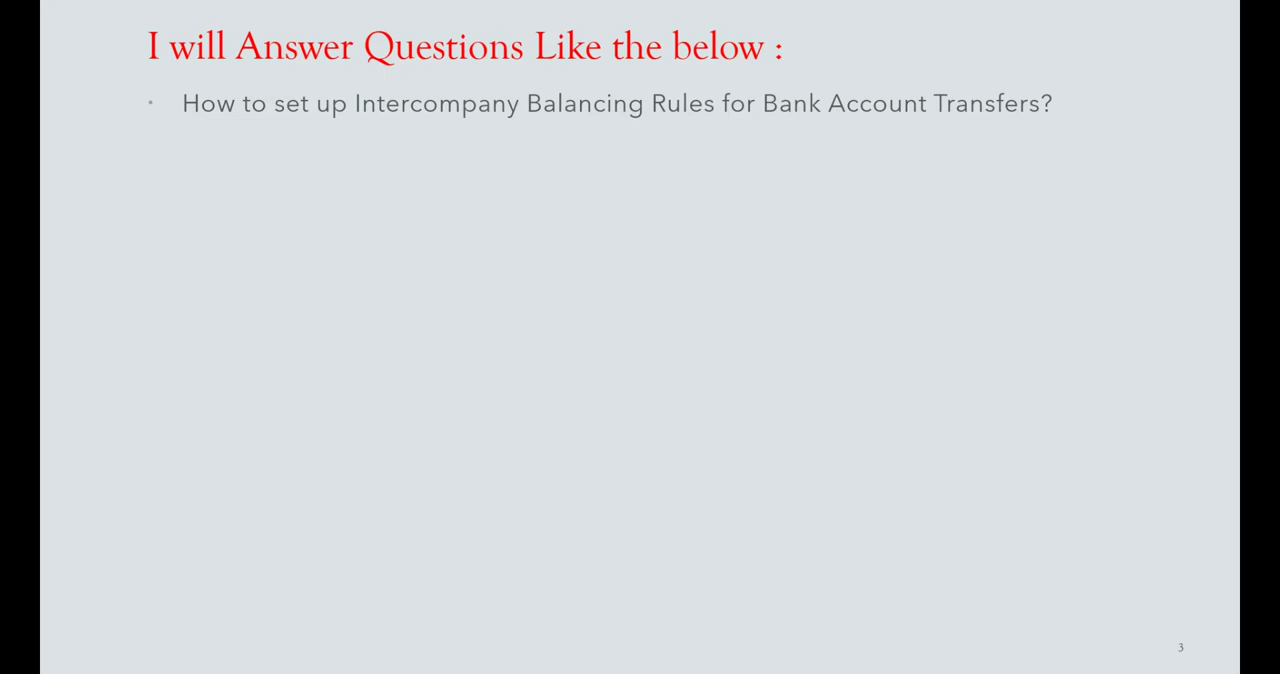 I will Answer Questions Like the below :
• How to set up Intercompany Balancing Rules for Bank Account Transfers?
3